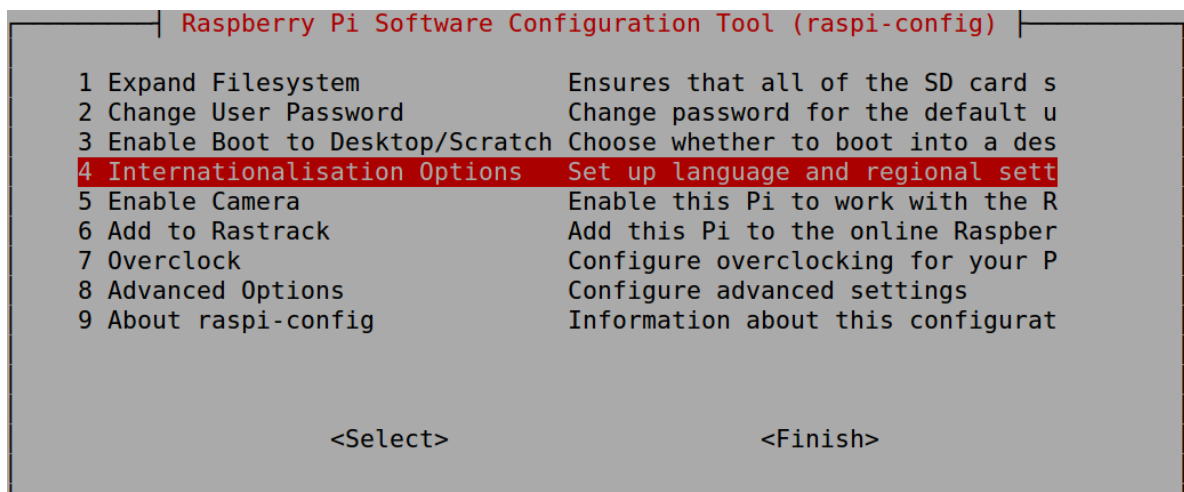 Raspberry Pi Software Configuration Tool (raspi-config)
1 Expand Filesystem Ensures that all of the SD card s
2 Change User Password Change password for the default u
3 Enable Boot to Desktop/Scratch Choose whether to boot into a des
4 Internationalisation Options Set up language and regional sett
5 Enable Camera Enable this Pi to work with the R
6 Add to Rastrack Add this Pi to the online Raspber
7 Overclock Configure overclocking for your P
8 Advanced Options Configure advanced settings
9 About raspi-config Information about this configurat
<Select> <Finish>